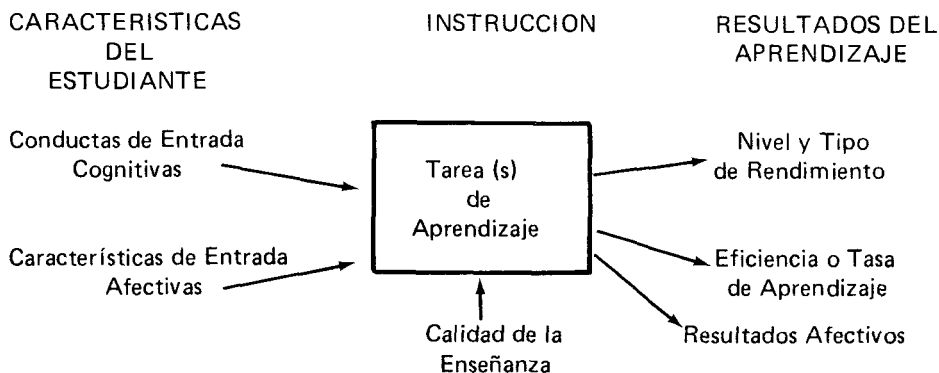 CARACTERISTICAS
DEL
ESTUDIANTE
INSTRUCCION
RESULTADOS DEL
APRENDIZAJE
Conductas de Entrada
Cognitivas
Característícas de Entrada
Afectivas
Tarea (s)
de
Aprendizaje
Calidad de la
Enseñanza
Nivel y Tipo
de Rendimiento
Eficiencia o Tasa
de Aprendizaje
Resultados Afectivos